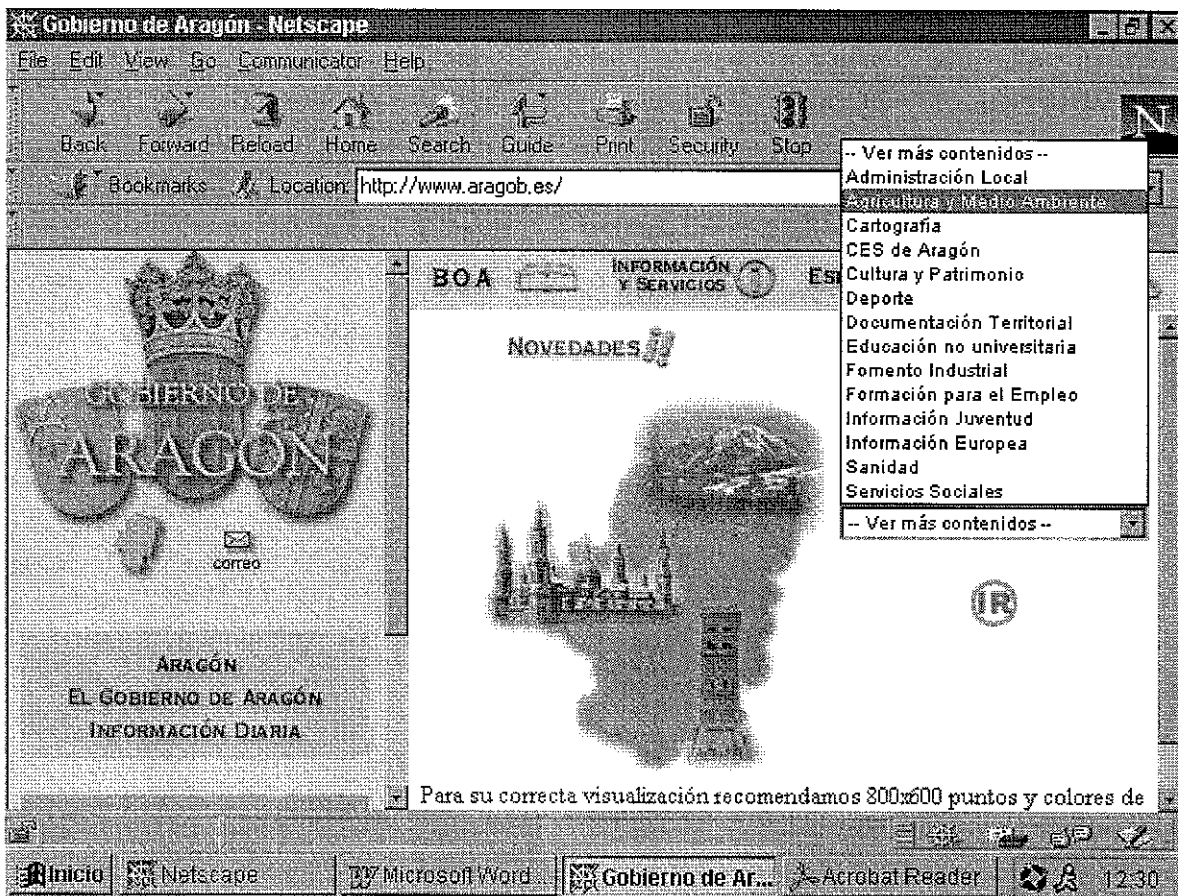 Gobierno de Aragón - Netscape
File Edit View Go Communicator Help
Back Forward Reload Home Search Guide Print Security Stop
N
Bookmarks Location: http://www.aragob.es/
-- Ver más contenidos --
Administración Local
Agricultura y Medio Ambiente
Cartografía
CES de Aragón
Cultura y Patrimonio
Deporte
Documentación Territorial
Educación no universitaria
Fomento Industrial
Formación para el Empleo
Información Juventud
Información Europea
Sanidad
Servicios Sociales
-- Ver más contenidos --
GOBIERNO DE
ARAGÓN
correo
ARAGÓN
EL GOBIERNO DE ARAGÓN
INFORMACIÓN DIARIA
BOA
INFORMACIÓN
Y SERVICIOS
NOVEDADES
IR
Para su correcta visualización recomendamos 800x600 puntos y colores de
Inicio Netscape Microsoft Word Gobierno de Ar... Acrobat Reader 12:30